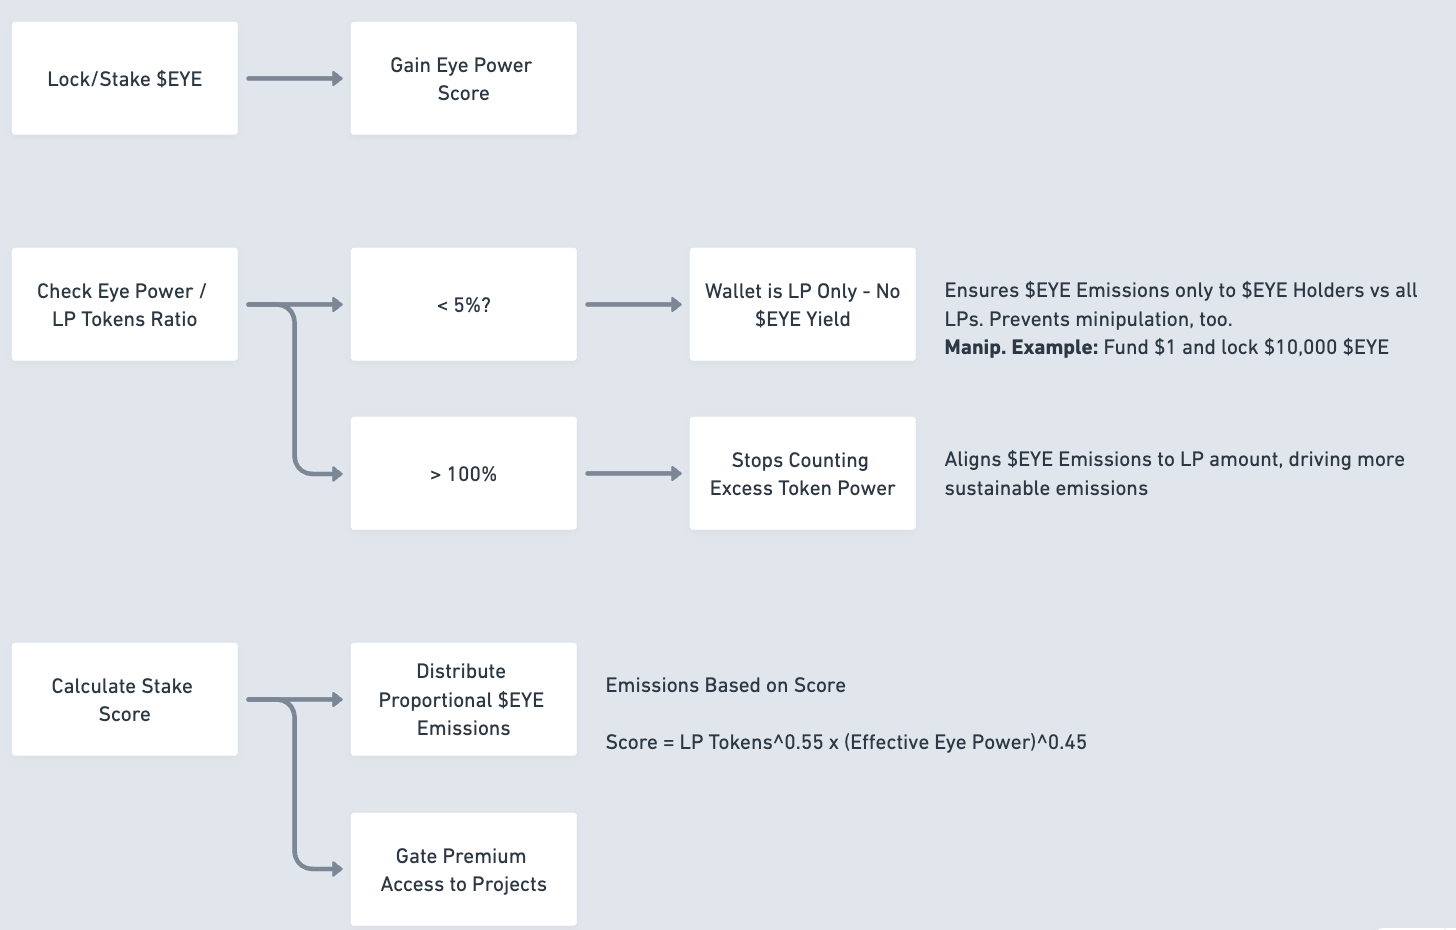 Lock/Stake $EYE
Gain Eye Power
Score
Check Eye Power /
LP Tokens Ratio
< 5%?
Wallet is LP Only - No
$EYE Yield
Ensures $EYE Emissions only to $EYE Holders vs all
LPs. Prevents minipulation, too.
Manip. Example: Fund $1 and lock $10,000 $EYE
> 100%
Stops Counting
Excess Token Power
Aligns $EYE Emissions to LP amount, driving more
sustainable emissions
Calculate Stake
Score
Distribute
Proportional $EYE
Emissions
Emissions Based on Score
Score = LP Tokens^0.55 x (Effective Eye Power)^0.45
Gate Premium
Access to Projects